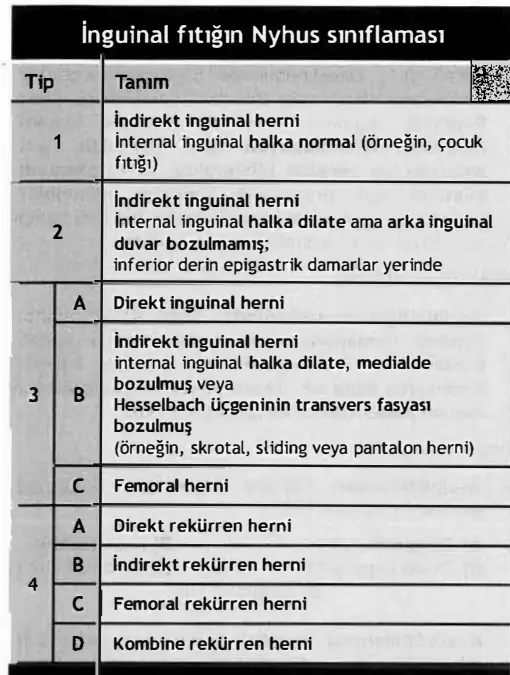 İnguinal fıtığın Nyhus sınıflaması
Tip Tanım
1
İndirekt inguinal herni
İnternal inguinal halka normal (örneğin, çocuk
fıtığı)
2
İndirekt inguinal herni
İnternal inguinal halka dilate ama arka inguinal
duvar bozulmamış;
inferior derin epigastrik damarlar yerinde
3
A Direkt inguinal herni
B
İndirekt inguinal herni
internal inguinal halka dilate, medialde
bozulmuş veya
Hesselbach üçgeninin transvers fasyası
bozulmuş
(örneğin, skrotal, sliding veya pantalon herni)
C Femoral herni
4
A Direkt rekürren herni
B İndirekt rekürren herni
C Femoral rekürren herni
D Kombine rekürren herni